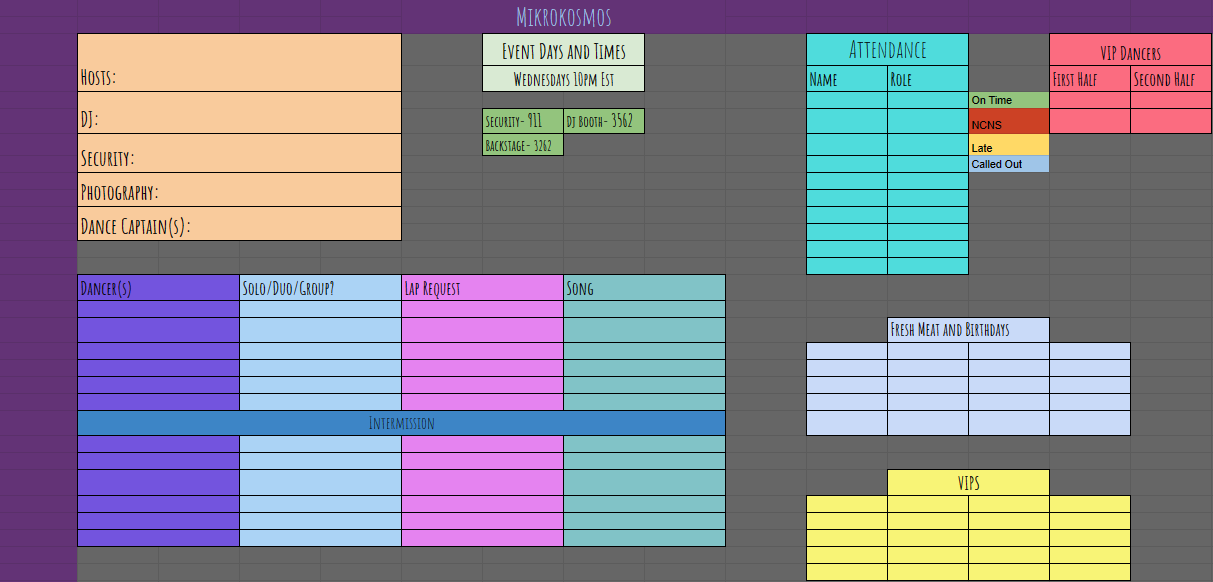 Mikrokosmos
Hosts:
DJ:
Security:
Photography:
Dance Captain(s):
Event Days and Times
Wednesdays 10pm Est
Security- 911
Dj Booth- 3562
Backstage- 3262
Attendance
Name
Role
On Time
NCNS
Late
Called Out
VIP Dancers
First Half
Second Half
Dancer(s)
Solo/Duo/Group?
Lap Request
Song
Intermission
Fresh Meat and Birthdays
VIPS